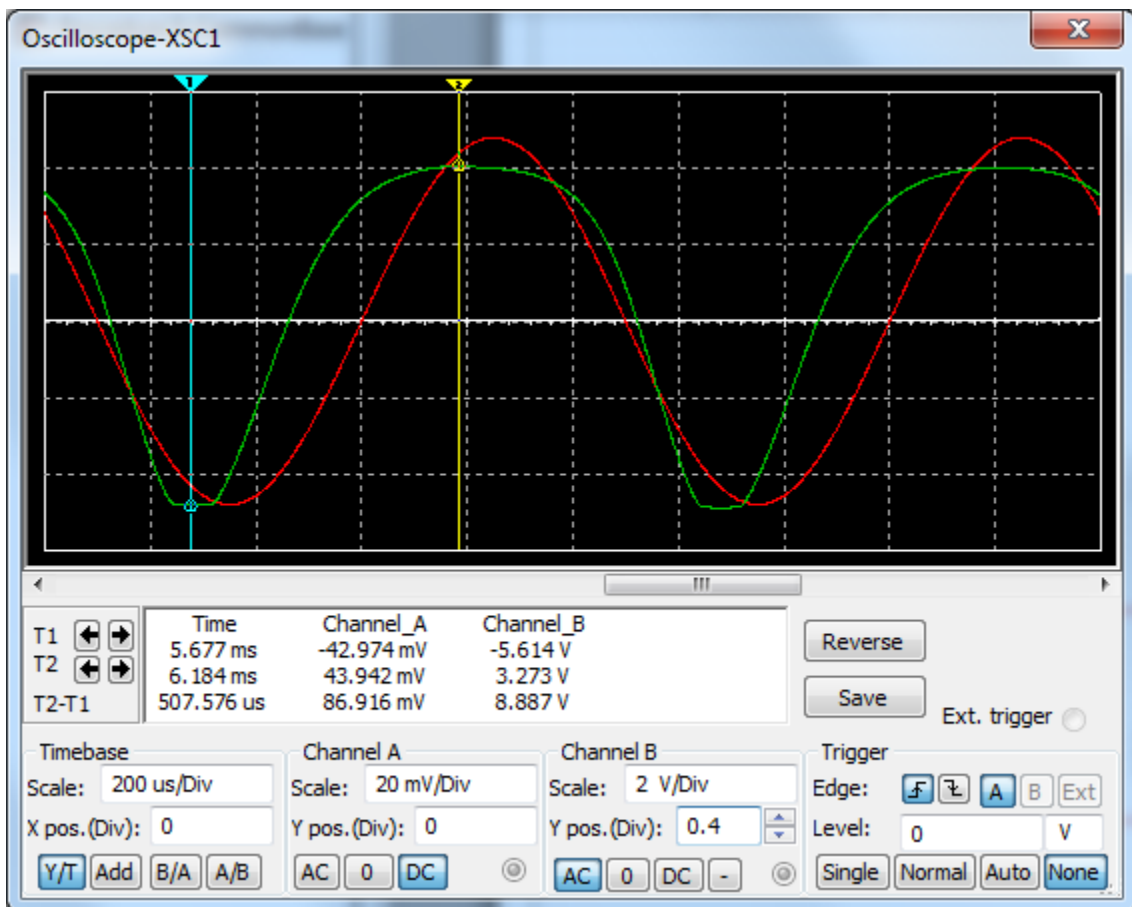 Oscilloscope-XSC1
x
1 2
Time Channel_A Channel_B
T1 5.677 ms -42.974 mV -5.614 V
T2 6.184 ms 43.942 mV 3.273 V
T2-T1 507.576 us 86.916 mV 8.887 V
Reverse
Save
Ext. trigger
Timebase
Scale: 200 us/Div
X pos.(Div): 0
Y/T Add B/A A/B
Channel A
Scale: 20 mV/Div
Y pos.(Div): 0
AC 0 DC
Channel B
Scale: 2 V/Div
Y pos.(Div): 0.4
AC 0 DC -
Trigger
Edge: A B Ext
Level: 0 V
Single Normal Auto None